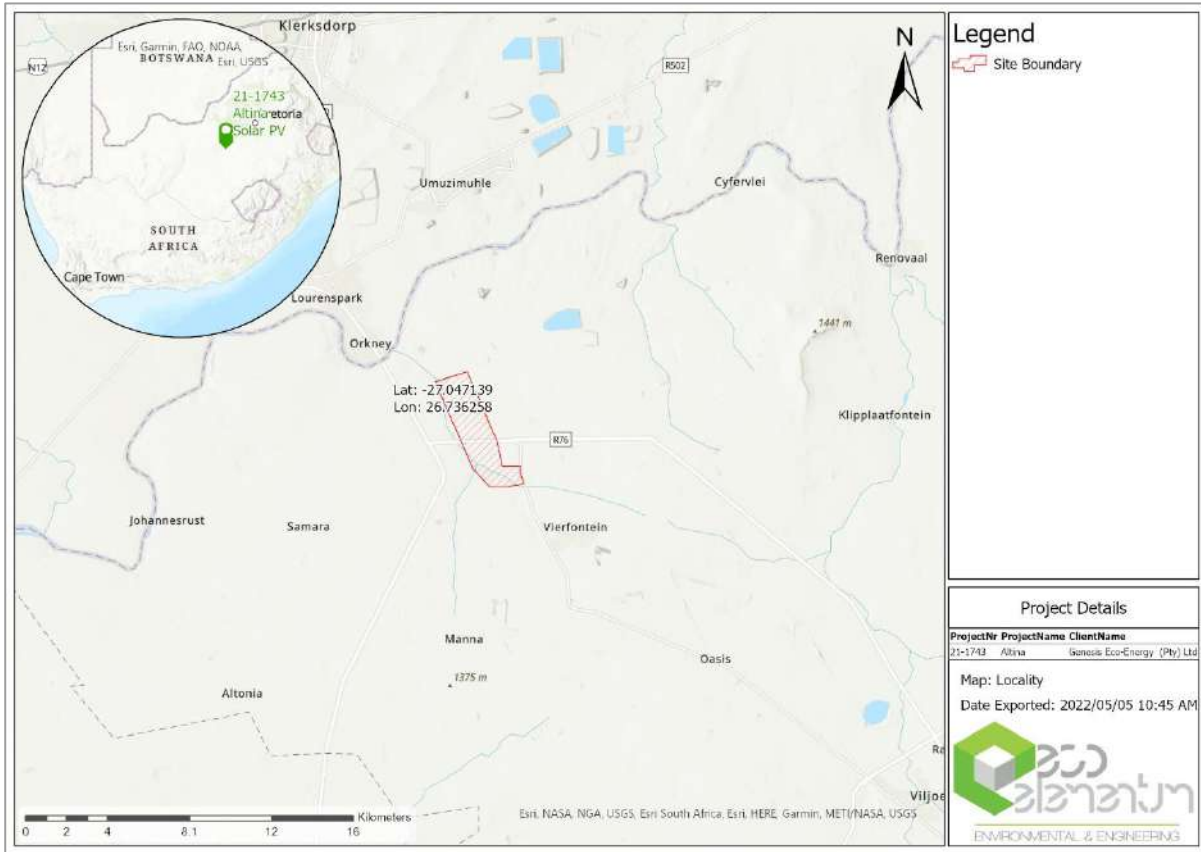 Klerksdorp
Esri, Garmin, FAO, NOAA,
Esri, USGS
BOTSWANA
N12
R502
N
21-1743
Altina
etoria
Solar PV
Umuzimuhle
Cyfervlei
SOUTH
AFRICA
Cape Town
Renovaal
Lourenspark
Orkney
1441 m
Lat: -27.047139
Lon: 26.736258
Klipplaatfontein
R76
Johannesrust
Samara
Vierfontein
Manna
Oasis
1375 m
Altonia
Ra
Viljoe
Kilometers
0 2 4 8.1 12 16
Esri, NASA, NGA, USGS, Esri South Africa, Esri, HERE, Garmin, METI/NASA, USGS
Legend
Site Boundary
Project Details
ProjectNr ProjectName ClientName
21-1743 Altina Genesis Eco-Energy (Pty) Ltd
Map: Locality
Date Exported: 2022/05/05 10:45 AM
eco
elementum
ENVIRONMENTAL & ENGINEERING